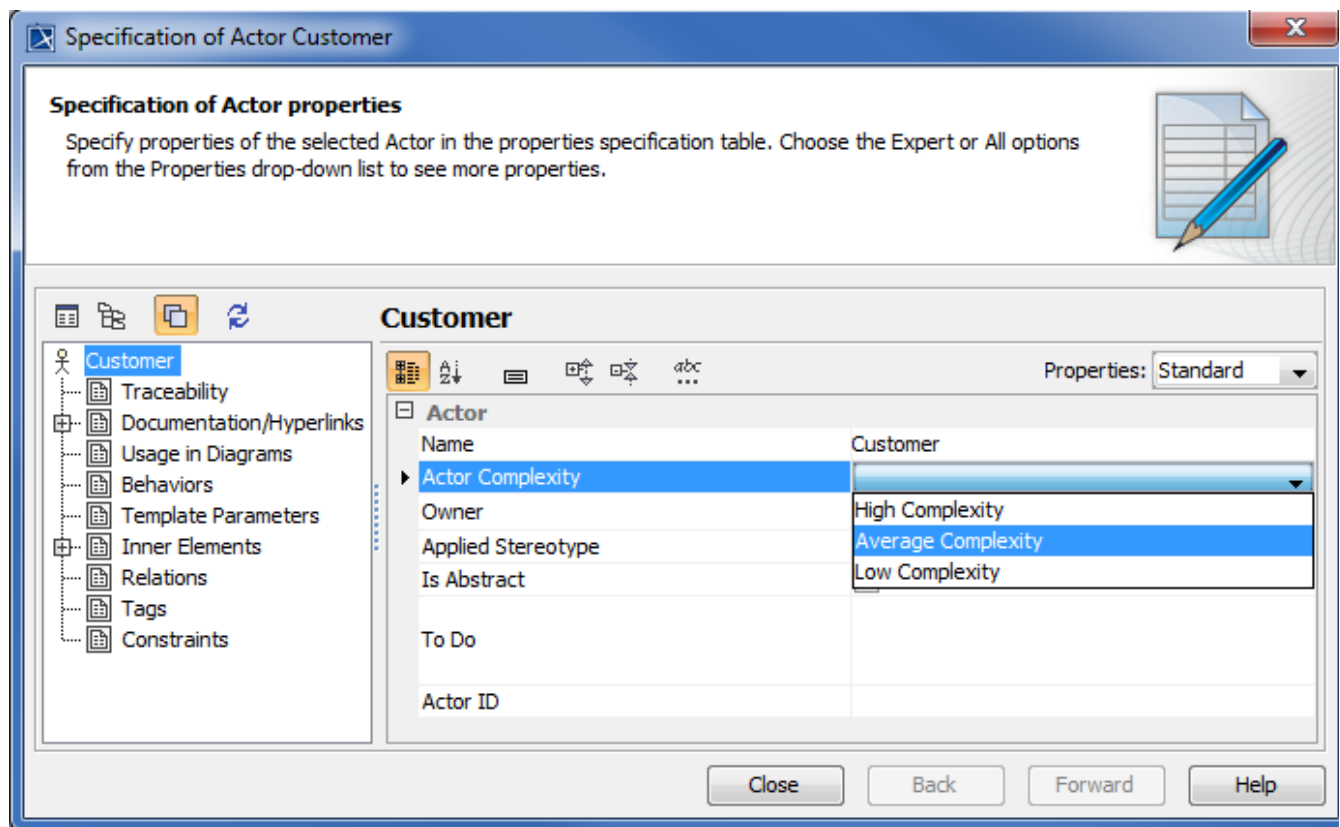 Specification of Actor Customer
x
Specification of Actor properties
Specify properties of the selected Actor in the properties specification table. Choose the Expert or All options
from the Properties drop-down list to see more properties.
Customer
Customer
Traceability
Documentation/Hyperlinks
Usage in Diagrams
Behaviors
Template Parameters
Inner Elements
Relations
Tags
Constraints
abc
Properties: Standard
Actor
Name Customer
Actor Complexity
Owner
Applied Stereotype
Is Abstract
To Do
Actor ID
High Complexity
Average Complexity
Low Complexity
Close
Back
Forward
Help